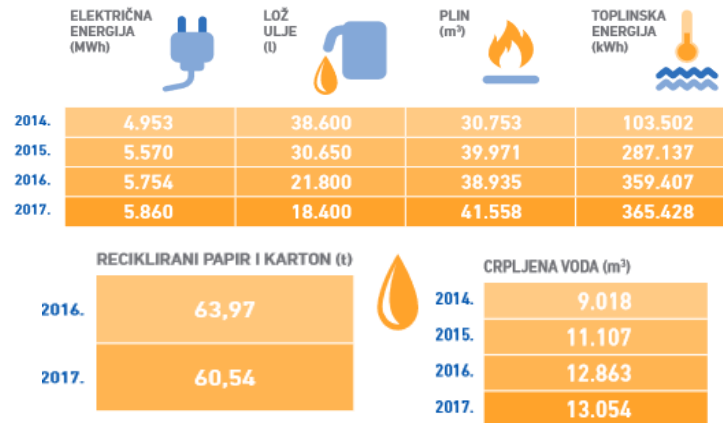 ELEKTRIČNA ENERGIJA (MWh) LOŽ ULJE (l) PLIN (m³) TOPLINSKA ENERGIJA (kWh)
2014. 4.953 38.600 30.753 103.502
2015. 5.570 30.650 39.971 287.137
2016. 5.754 21.800 38.935 359.407
2017. 5.860 18.400 41.558 365.428
RECIKLIRANI PAPIR I KARTON (t)
2016. 63,97
2017. 60,54
CRPLJENA VODA (m³)
2014. 9.018
2015. 11.107
2016. 12.863
2017. 13.054